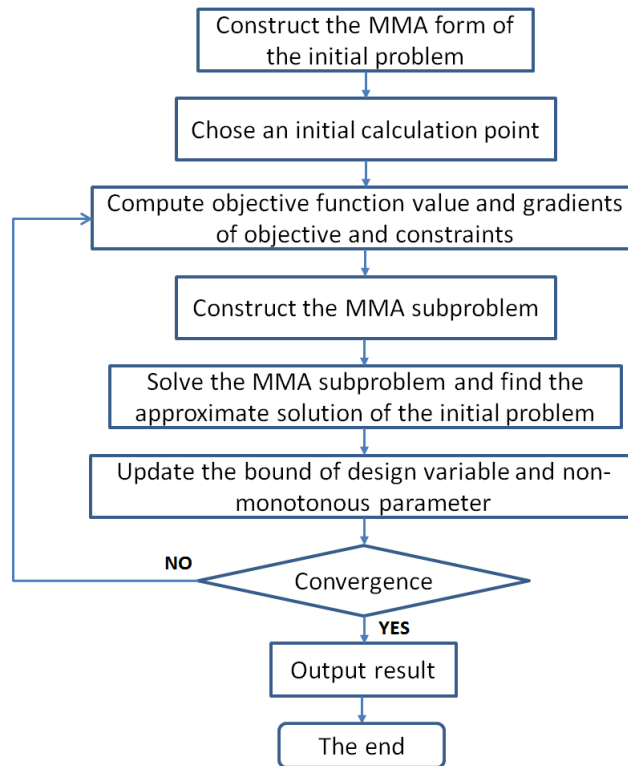 Construct the MMA form of
the initial problem
Chose an initial calculation point
Compute objective function value and gradients
of objective and constraints
Construct the MMA subproblem
Solve the MMA subproblem and find the
approximate solution of the initial problem
Update the bound of design variable and non-
monotonous parameter
NO
Convergence
YES
Output result
The end